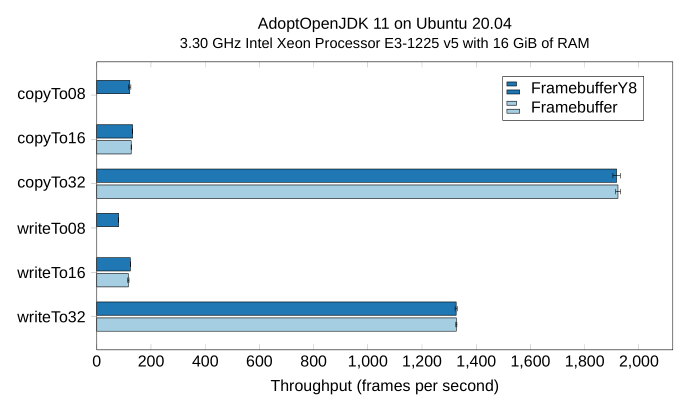 AdoptOpenJDK 11 on Ubuntu 20.04
3.30 GHz Intel Xeon Processor E3-1225 v5 with 16 GiB of RAM
FramebufferY8
Framebuffer
copyTo08
copyTo16
copyTo32
writeTo08
writeTo16
writeTo32
0 200 400 600 800 1,000 1,200 1,400 1,600 1,800 2,000
Throughput (frames per second)